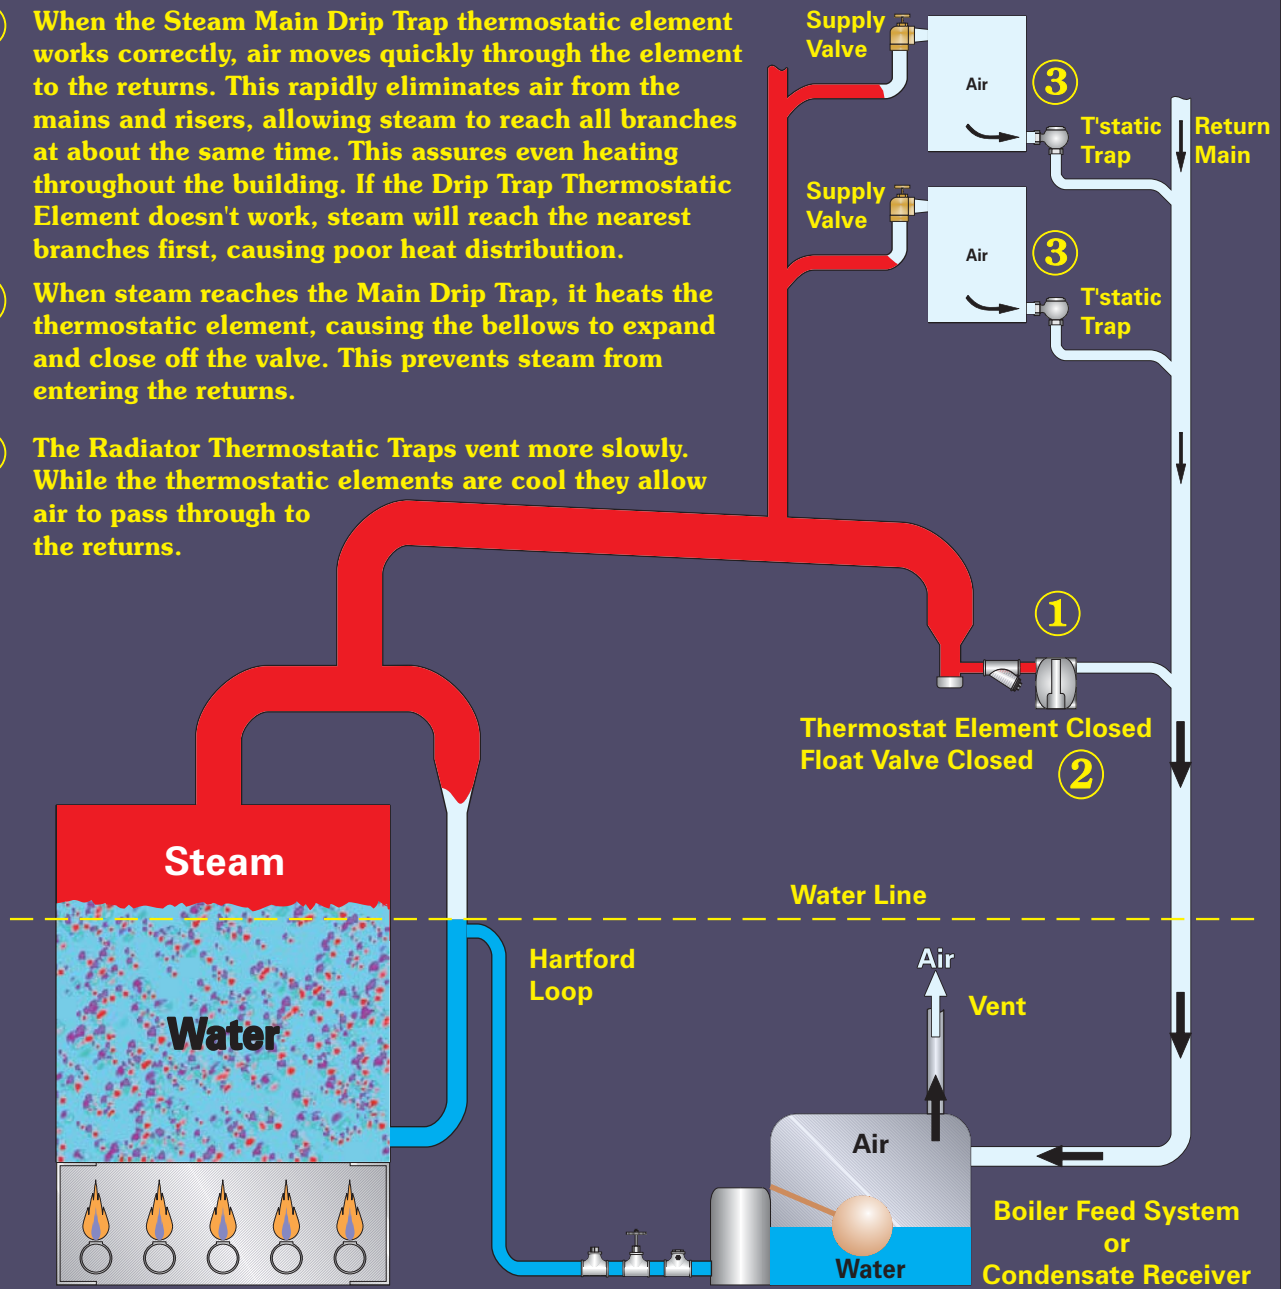 When the Steam Main Drip Trap thermostatic element
works correctly, air moves quickly through the element
to the returns. This rapidly eliminates air from the
mains and risers, allowing steam to reach all branches
at about the same time. This assures even heating
throughout the building. If the Drip Trap Thermostatic
Element doesn't work, steam will reach the nearest
branches first, causing poor heat distribution.
When steam reaches the Main Drip Trap, it heats the
thermostatic element, causing the bellows to expand
and close off the valve. This prevents steam from
entering the returns.
The Radiator Thermostatic Traps vent more slowly.
While the thermostatic elements are cool they allow
air to pass through to
the returns.
Supply
Valve
Air
3
T'static
Trap
Return
Main
Supply
Valve
Air
3
T'static
Trap
1
Thermostat Element Closed
Float Valve Closed
2
Steam
Water Line
Water
Hartford
Loop
Air
Vent
Air
Water
Boiler Feed System
or
Condensate Receiver